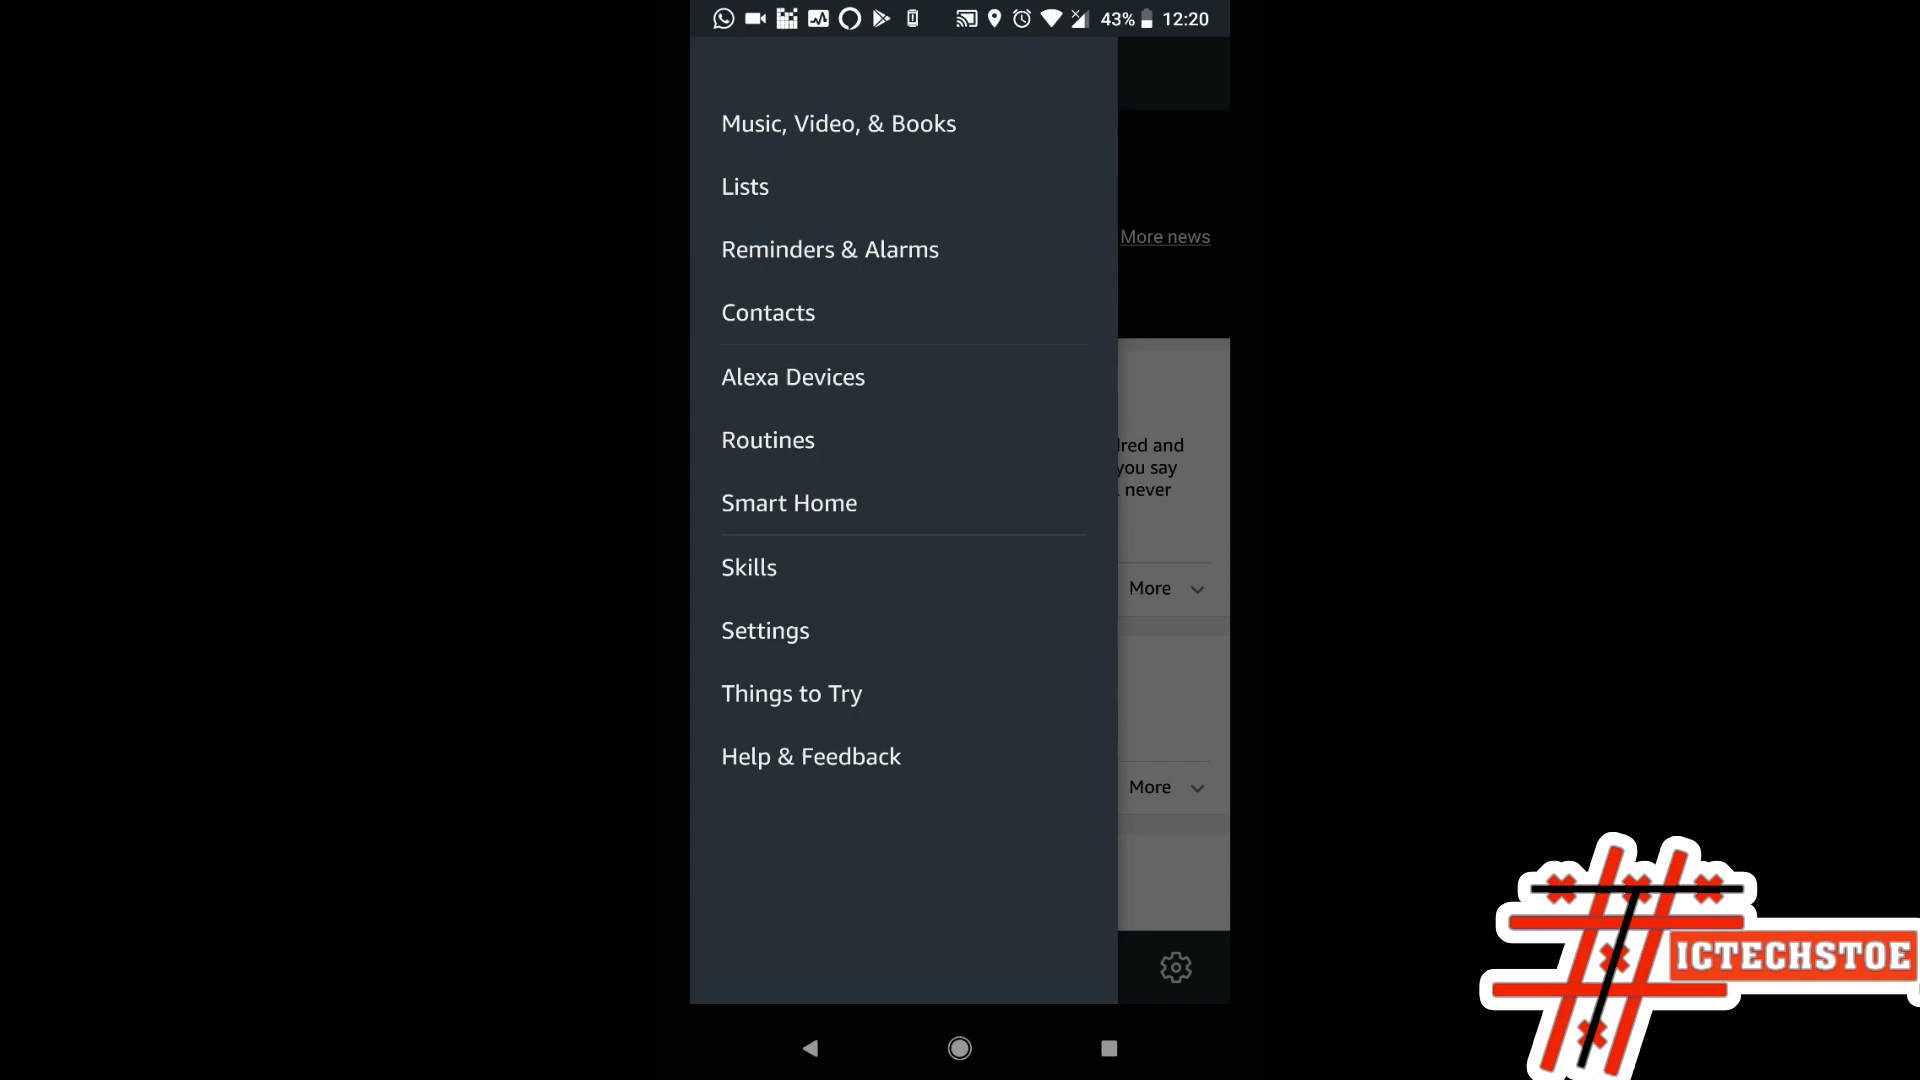 43% 12:20
Music, Video, & Books
Lists
More news
Reminders & Alarms
Contacts
Alexa Devices
Routines
dred and
you say
never
Smart Home
Skills
More
Settings
Things to Try
Help & Feedback
More
ICTECHSTOE